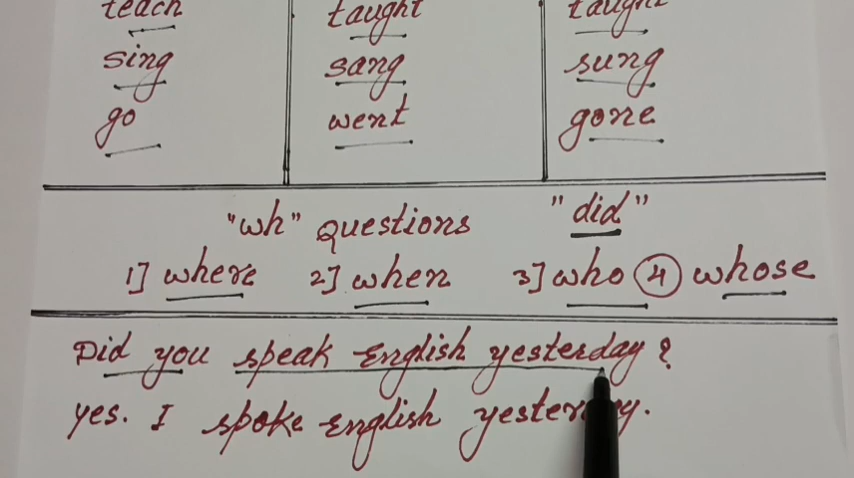 teach taught taught
sing sang sung
go went gone
"wh" Questions "did"
1] where 2] when 3] who 4 whose
Did you speak English yesterday?
yes. I spoke English yesterday.